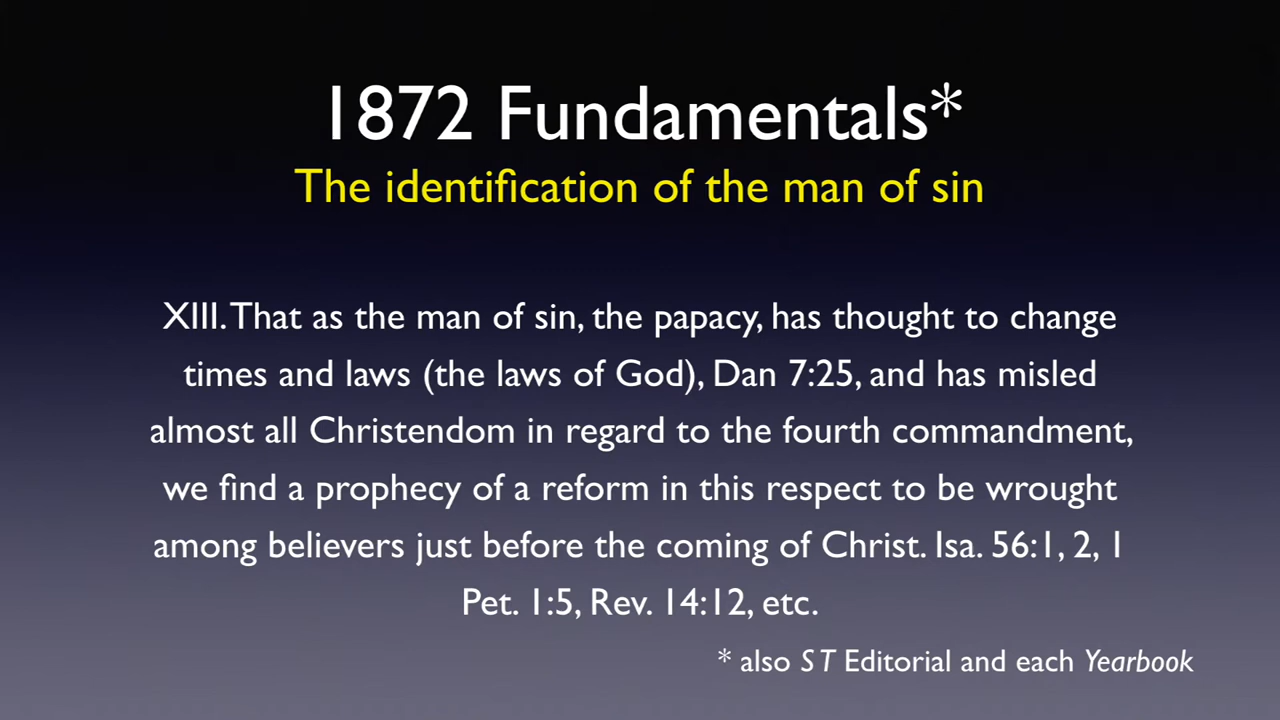 1872 Fundamentals*
The identification of the man of sin
XIII. That as the man of sin, the papacy, has thought to change
times and laws (the laws of God), Dan 7:25, and has misled
almost all Christendom in regard to the fourth commandment,
we find a prophecy of a reform in this respect to be wrought
among believers just before the coming of Christ. Isa. 56:1, 2, 1
Pet. 1:5, Rev. 14:12, etc.
* also ST Editorial and each Yearbook